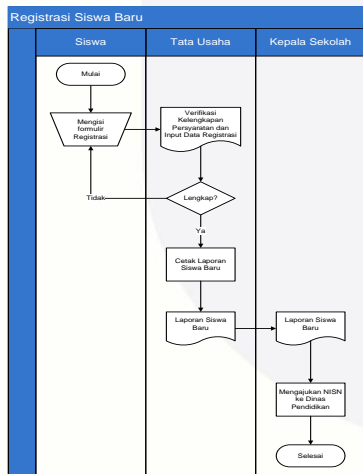 Registrasi Siswa Baru
Siswa
Tata Usaha
Kepala Sekolah
Mulai
Mengisi
formulir
Registrasi
Verifikasi
Kelengkapan
Persyaratan dan
Input Data Registrasi
Tidak
Lengkap?
Ya
Cetak Laporan
Siswa Baru
Laporan Siswa
Baru
Laporan Siswa
Baru
Mengajukan NISN
ke Dinas
Pendidikan
Selesai